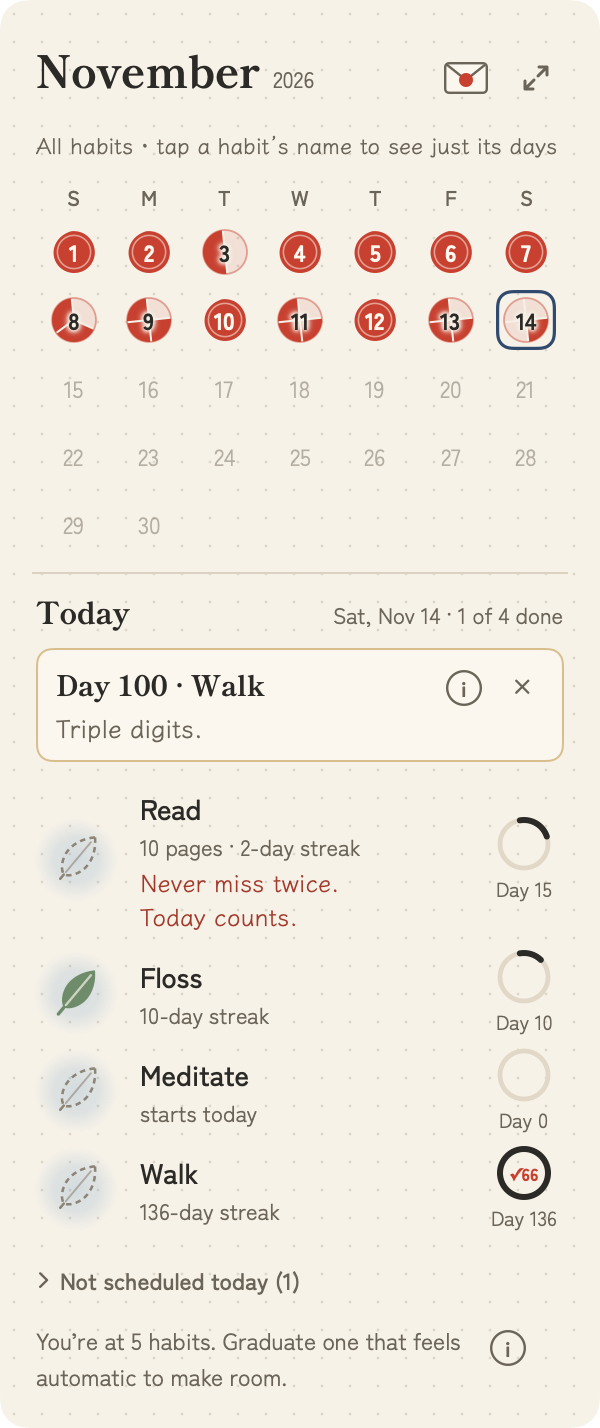 November 2026
All habits · tap a habit's name to see just its days
S M T W T F S
1 2 3 4 5 6 7
8 9 10 11 12 13 14
15 16 17 18 19 20 21
22 23 24 25 26 27 28
29 30
Today Sat, Nov 14 · 1 of 4 done
Day 100 · Walk i ×
Triple digits.
Read
10 pages · 2-day streak
Never miss twice.
Today counts.
Day 15
Floss
10-day streak
Day 10
Meditate
starts today
Day 0
Walk
136-day streak
✓66
Day 136
Not scheduled today (1)
You’re at 5 habits. Graduate one that feels i
automatic to make room.